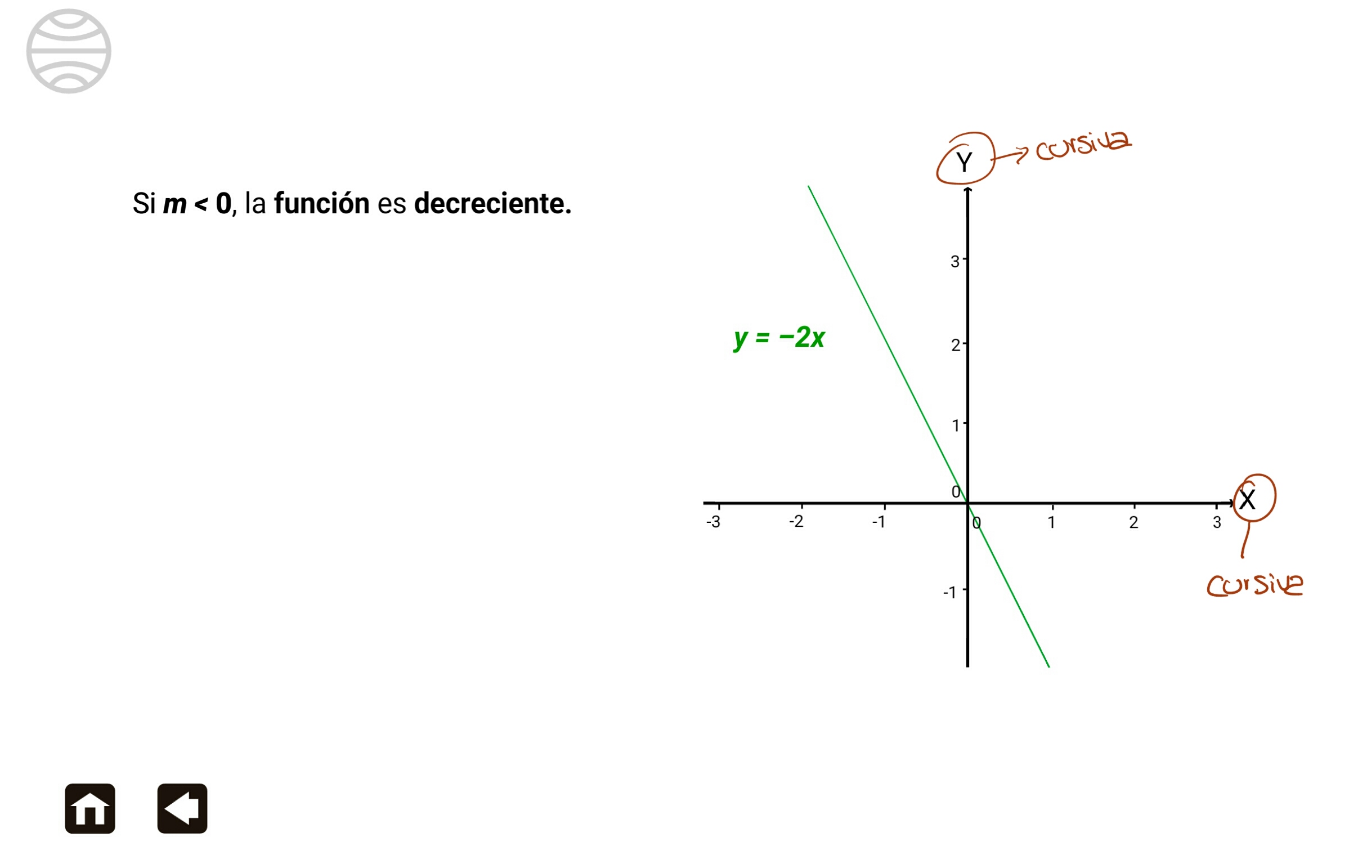 Y → cursiva
Si m < 0, la función es decreciente.
3
y = −2x
2
1
0
X
-3 -2 -1 0 1 2 3
cursiva
-1